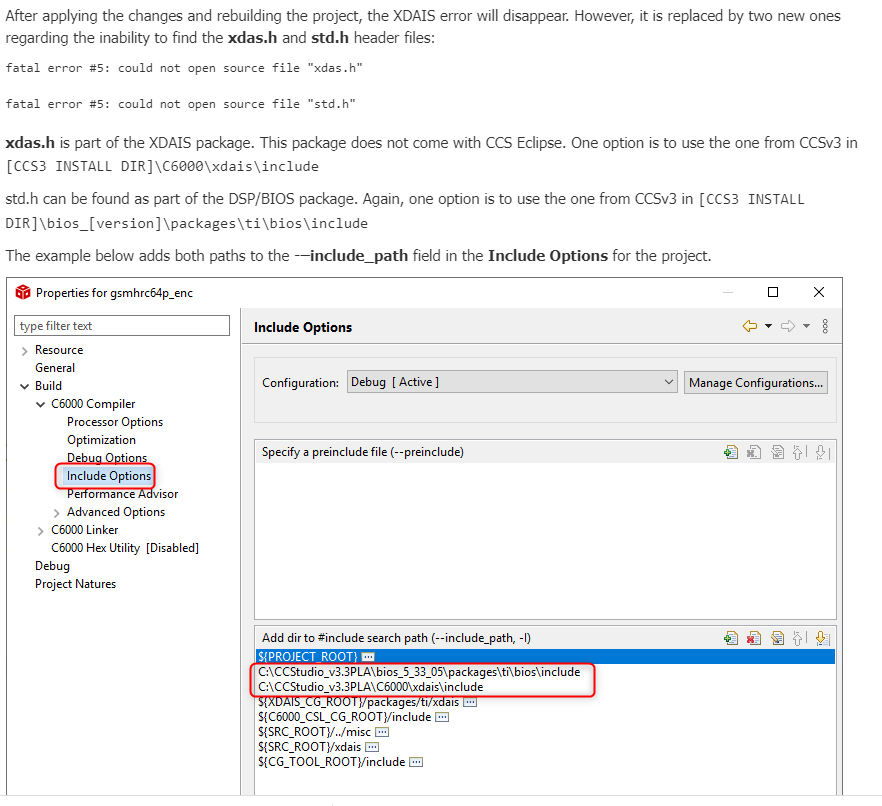 After applying the changes and rebuilding the project, the XDAIS error will disappear. However, it is replaced by two new ones
regarding the inability to find the xdas.h and std.h header files:
fatal error #5: could not open source file "xdas.h"
fatal error #5: could not open source file "std.h"
xdas.h is part of the XDAIS package. This package does not come with CCS Eclipse. One option is to use the one from CCSv3 in
[CCS3 INSTALL DIR]\C6000\xdais\include
std.h can be found as part of the DSP/BIOS package. Again, one option is to use the one from CCSv3 in [CCS3 INSTALL
DIR]\bios_[version]\packages\ti\bios\include
The example below adds both paths to the -–include_path field in the Include Options for the project.
Properties for gsmhrc64p_enc
type filter text
Resource
General
Build
C6000 Compiler
Processor Options
Optimization
Debug Options
Include Options
Performance Advisor
Advanced Options
C6000 Linker
C6000 Hex Utility [Disabled]
Debug
Project Natures
Include Options
Configuration: Debug [ Active ] Manage Configurations...
Specify a preinclude file (--preinclude)
Add dir to #include search path (--include_path, -I)
${PROJECT_ROOT}
C:\CCStudio_v3.3PLA\bios_5_33_05\packages\ti\bios\include
C:\CCStudio_v3.3PLA\C6000\xdais\include
${XDAIS_CG_ROOT}/packages/ti/xdais
${C6000_CSL_CG_ROOT}/include
${SRC_ROOT}/../misc
${SRC_ROOT}/xdais
${CG_TOOL_ROOT}/include